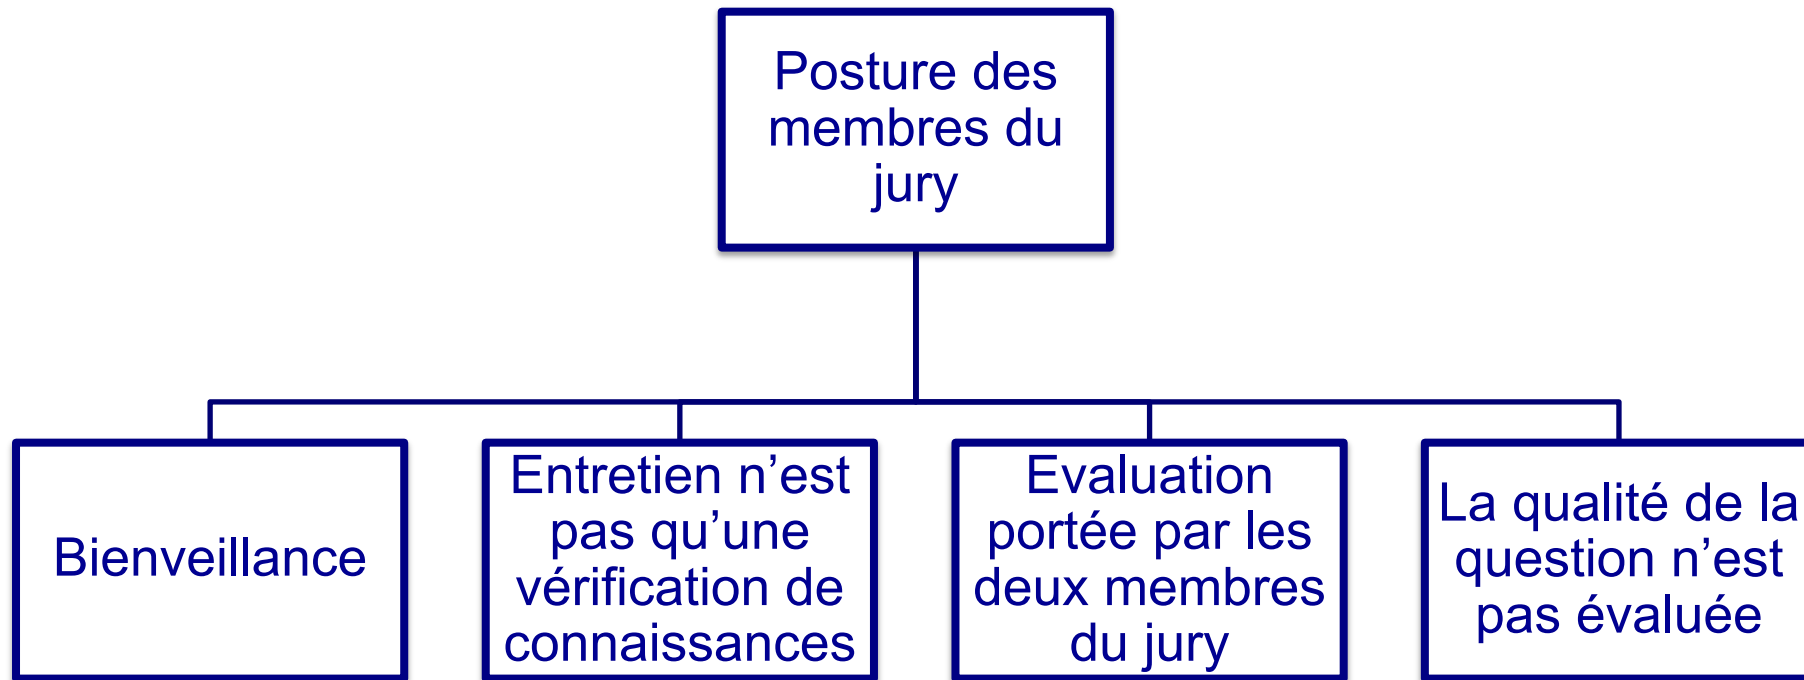 Posture des
membres du
jury
Bienveillance
Entretien n’est
pas qu’une
vérification de
connaissances
Evaluation
portée par les
deux membres
du jury
La qualité de la
question n’est
pas évaluée